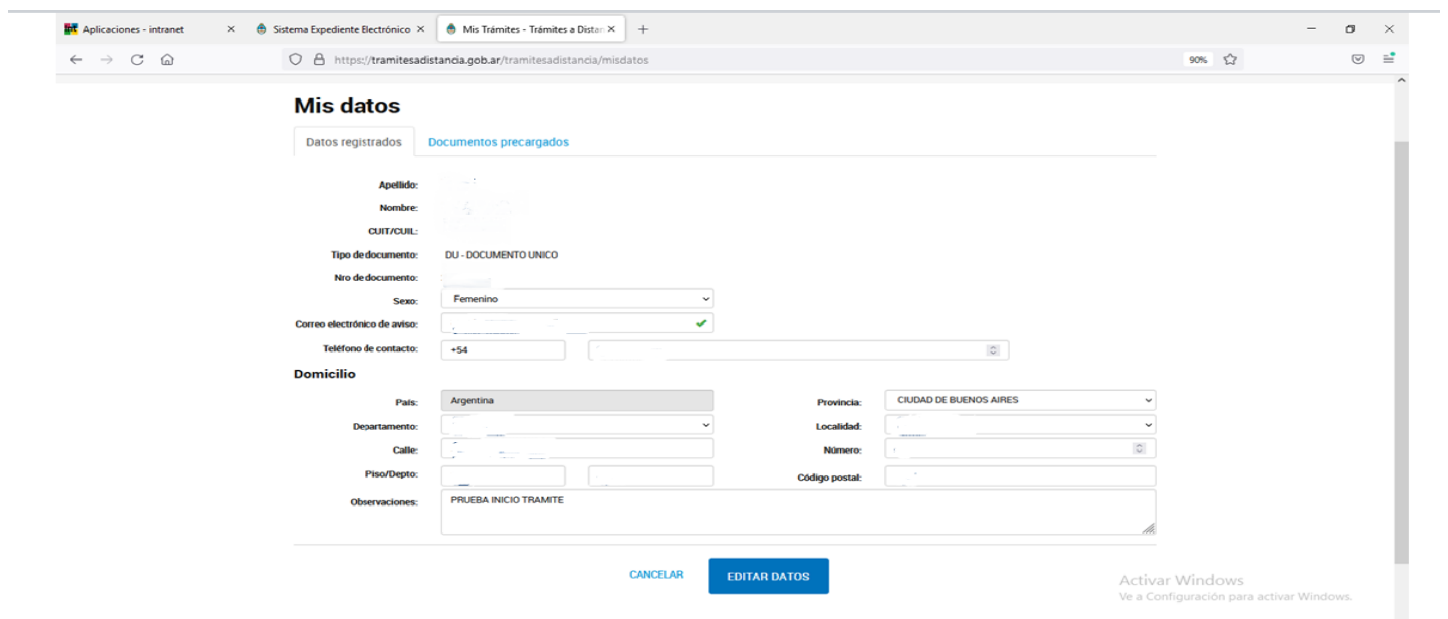 Aplicaciones - intranet
Sistema Expediente Electrónico
Mis Trámites - Trámites a Distan
https://tramitesadistancia.gob.ar/tramitesadistancia/misdatos
90%
Mis datos
Datos registrados
Documentos precargados
Apellido:
Nombre:
CUIT/CUIL:
Tipo de documento: DU - DOCUMENTO UNICO
Nro de documento:
Sexo: Femenino
Correo electrónico de aviso:
Teléfono de contacto: +54
Domicilio
País: Argentina
Provincia: CIUDAD DE BUENOS AIRES
Departamento:
Localidad:
Calle:
Número:
Piso/Depto:
Código postal:
Observaciones: PRUEBA INICIO TRAMITE
CANCELAR
EDITAR DATOS
Activar Windows
Ve a Configuración para activar Windows.